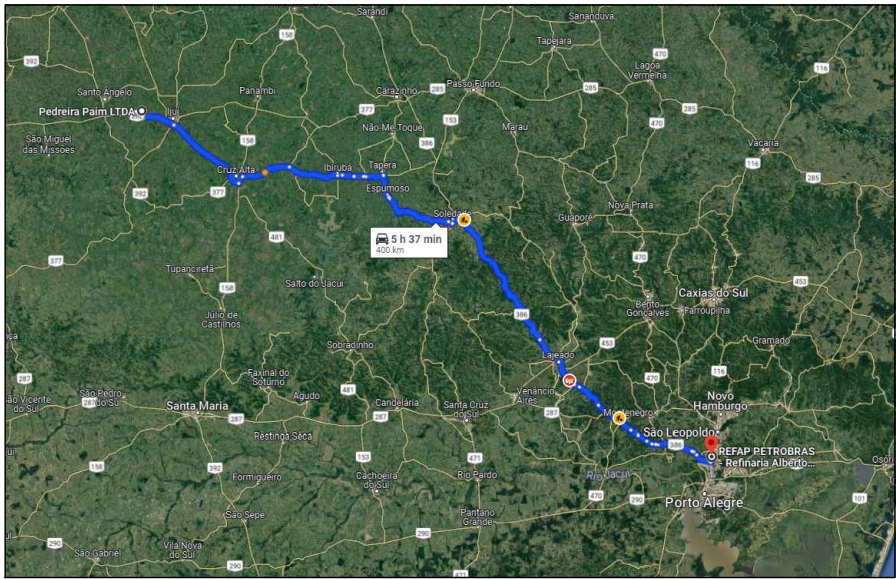 Sarandi
Sananduva
158
Tapejara
470
392
Lagoa
Vermelha
116
Passo Fundo
Santo Ângelo
Panambi
Carazinho
285
285
Pedreira Paim LTDA
Ijuí
377
153
Não-Me-Toque
Marau
470
386
São Miguel
das Missões
158
Vacaria
116
Cruz Alta
Ibirubá
Tapera
285
392
377
Espumoso
Nova Prata
Soledade
Guaporé
5 h 37 min
400 km
481
377
Tupanciretã
Salto do Jacuí
453
158
Caxias do Sul
Bento
Gonçalves
Farroupilha
Júlio de
Castilhos
386
Gramado
453
Sobradinho
Lajeado
116
287
Faxinal do
Soturno
470
São Vicente
do Sul
287
São Pedro
do Sul
481
Agudo
Candelária
Venâncio
Aires
Novo
Hamburgo
287
Santa Maria
287
Santa Cruz
do Sul
287
Montenegro
São Leopoldo
Restinga Sêca
386
REFAP PETROBRAS
- Refinaria Alberto...
153
471
158
392
Cachoeira
do Sul
Rio Pardo
Rio Jacuí
Formigueiro
470
290
101
Porto Alegre
São Sepé
Pantano
Grande
290
290
Vila Nova
do Sul
São Gabriel
290
471